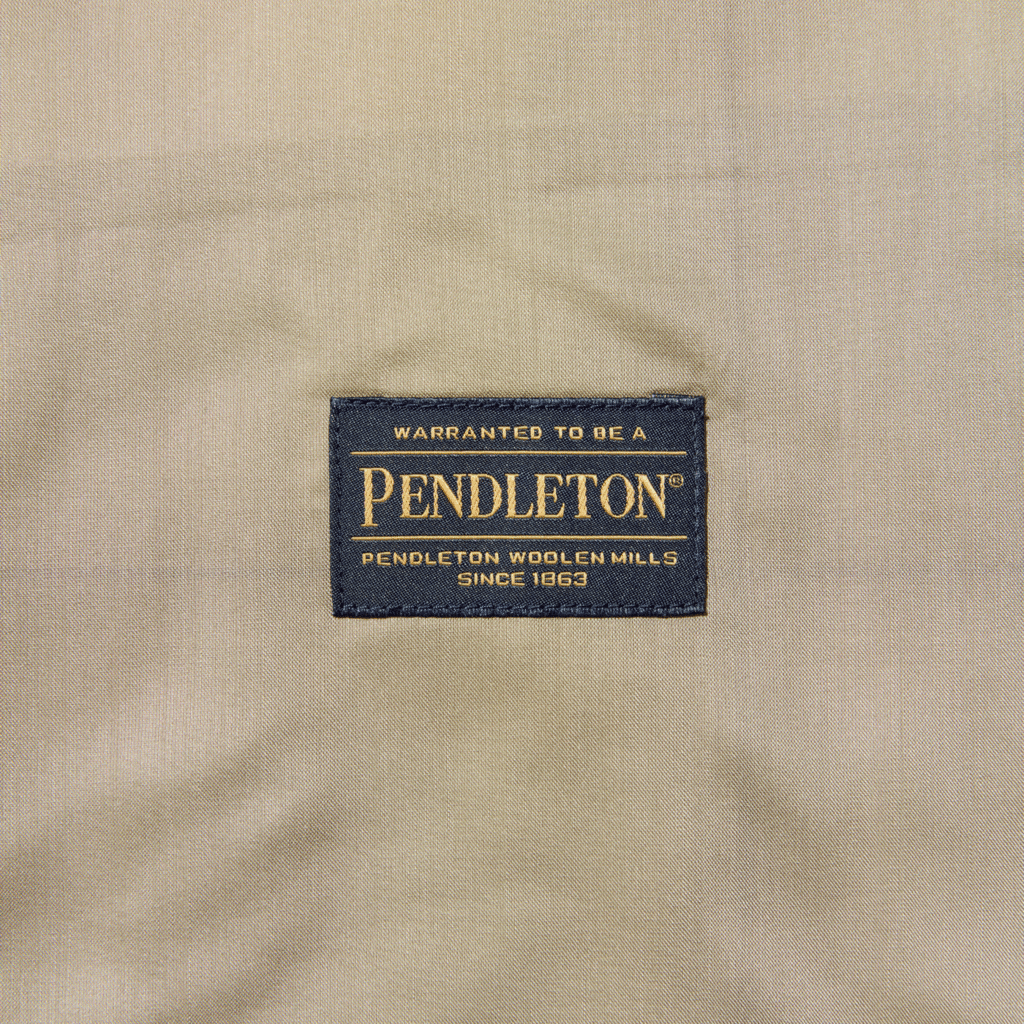 WARRANTED TO BE A
PENDLETON®
PENDLETON WOOLEN MILLS
SINCE 1863